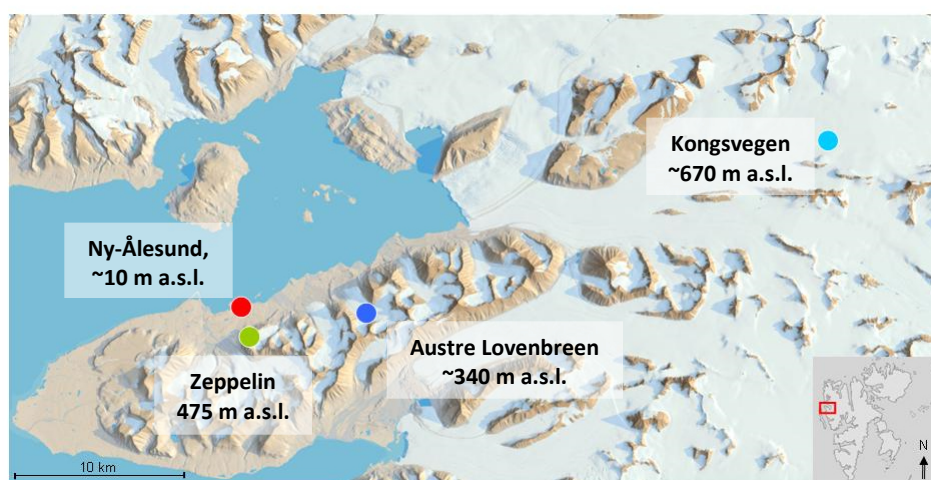 Kongsvegen
~670 m a.s.l.
Ny-Ålesund,
~10 m a.s.l.
Austre Lovenbreen
~340 m a.s.l.
Zeppelin
475 m a.s.l.
10 km
N